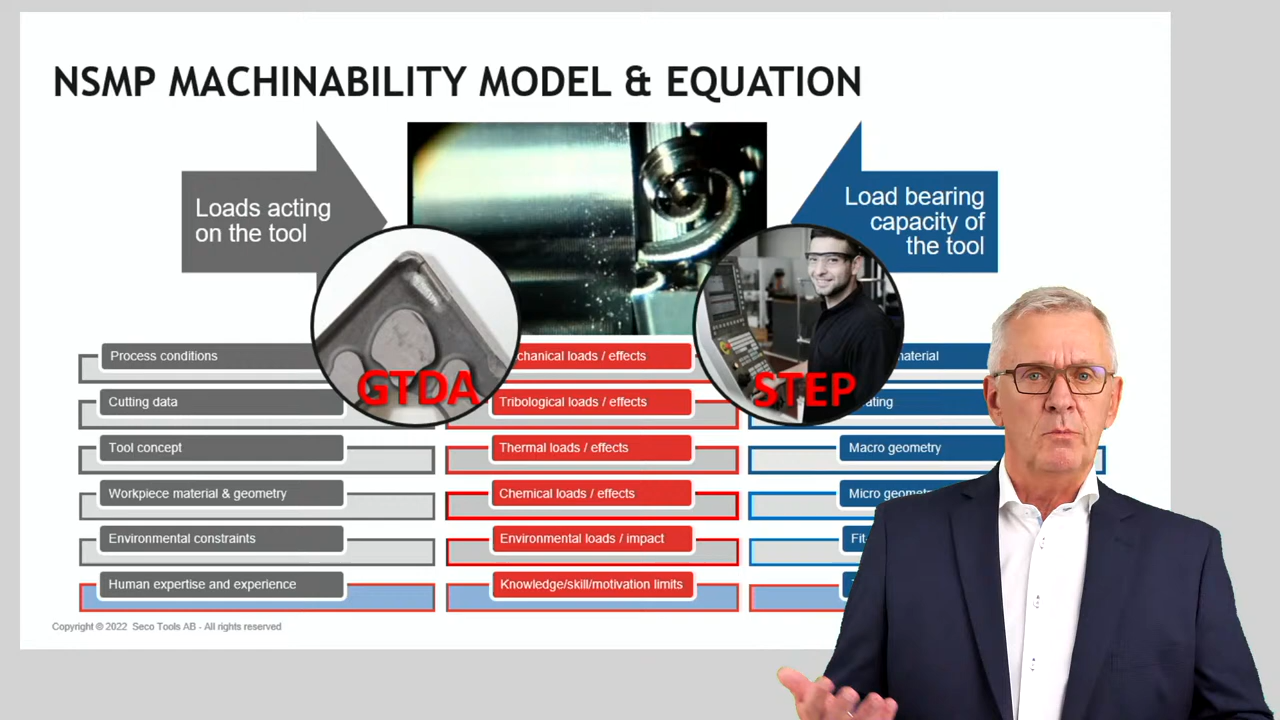 NSMP MACHINABILITY MODEL & EQUATION
Loads acting
on the tool
Load bearing
capacity of
the tool
GTDA
STEP
Process conditions
Cutting data
Tool concept
Workpiece material & geometry
Environmental constraints
Human expertise and experience
loads / effects
Tribological loads / effects
Thermal loads / effects
Chemical loads / effects
Environmental loads / impact
Knowledge/skill/motivation limits
Macro geometry
Micro
Copyright © 2022 Seco Tools AB - All rights reserved